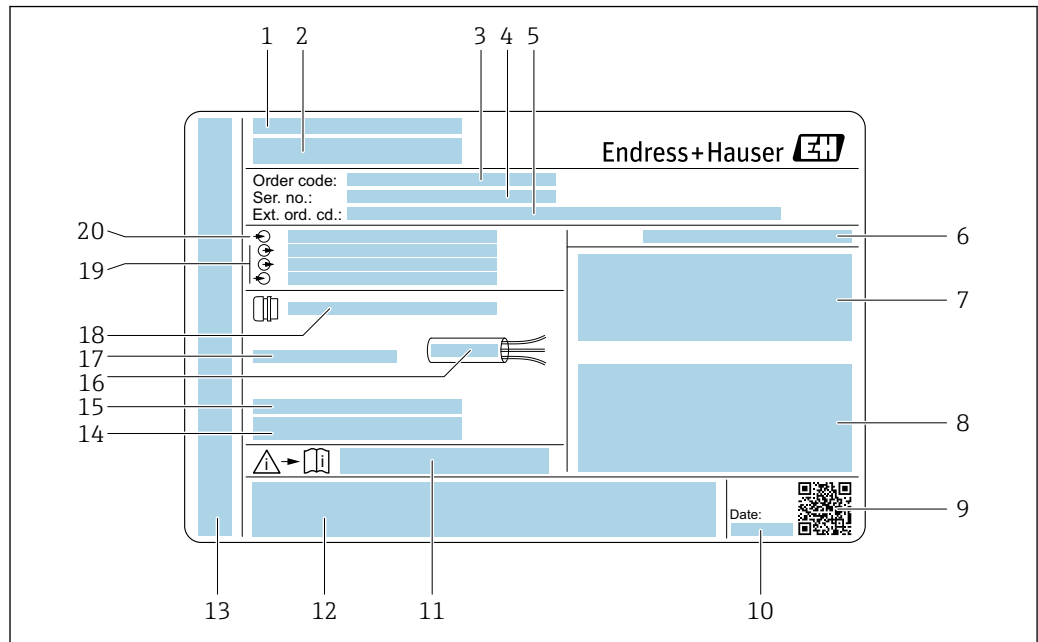 1 2 3 4 5
Endress+Hauser EH
Order code:
Ser. no.:
Ext. ord. cd.:
20
19
6
7
18
17
16
15
14
8
i i
Date:
9
13 12 11 10